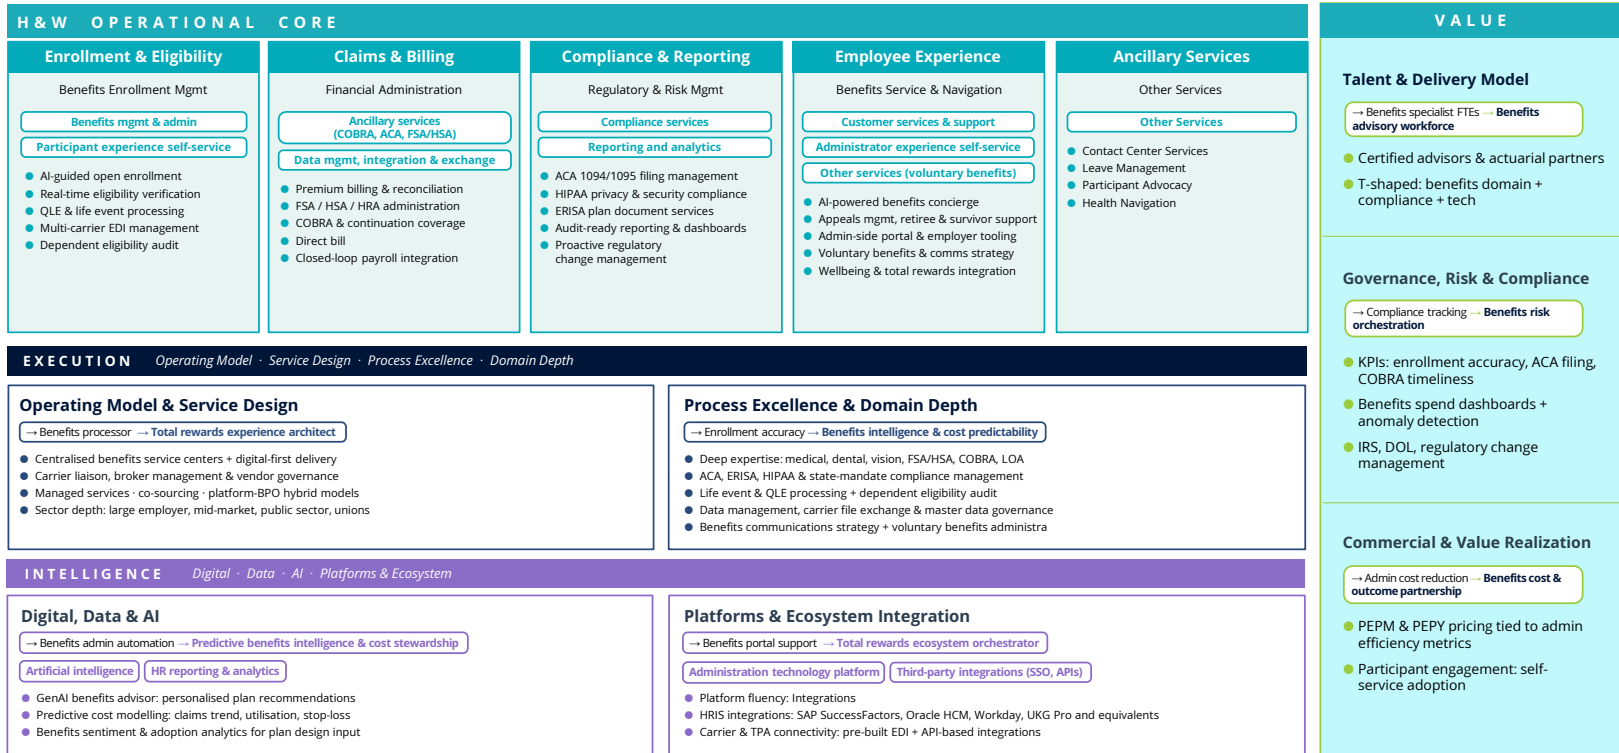 H&W OPERATIONAL CORE
Enrollment & Eligibility
Benefits Enrollment Mgmt
Benefits mgmt & admin
Participant experience self-service
AI-guided open enrollment
Real-time eligibility verification
QLE & life event processing
Multi-carrier EDI management
Dependent eligibility audit
Claims & Billing
Financial Administration
Ancillary services
(COBRA, ACA, FSA/HSA)
Data mgmt, integration & exchange
Premium billing & reconciliation
FSA / HSA / HRA administration
COBRA & continuation coverage
Direct bill
Closed-loop payroll integration
Compliance & Reporting
Regulatory & Risk Mgmt
Compliance services
Reporting and analytics
ACA 1094/1095 filing management
HIPAA privacy & security compliance
ERISA plan document services
Audit-ready reporting & dashboards
Proactive regulatory
change management
Employee Experience
Benefits Service & Navigation
Customer services & support
Administrator experience self-service
Other services (voluntary benefits)
AI-powered benefits concierge
Appeals mgmt, retiree & survivor support
Admin-side portal & employer tooling
Voluntary benefits & comms strategy
Wellbeing & total rewards integration
Ancillary Services
Other Services
Other Services
Contact Center Services
Leave Management
Participant Advocacy
Health Navigation
EXECUTION Operating Model · Service Design · Process Excellence · Domain Depth
Operating Model & Service Design
→ Benefits processor → Total rewards experience architect
Centralised benefits service centers + digital-first delivery
Carrier liaison, broker management & vendor governance
Managed services · co-sourcing · platform-BPO hybrid models
Sector depth: large employer, mid-market, public sector, unions
Process Excellence & Domain Depth
→ Enrollment accuracy → Benefits intelligence & cost predictability
Deep expertise: medical, dental, vision, FSA/HSA, COBRA, LOA
ACA, ERISA, HIPAA & state-mandate compliance management
Life event & QLE processing + dependent eligibility audit
Data management, carrier file exchange & master data governance
Benefits communications strategy + voluntary benefits administra
INTELLIGENCE Digital · Data · AI · Platforms & Ecosystem
Digital, Data & AI
→ Benefits admin automation → Predictive benefits intelligence & cost stewardship
Artificial intelligence
HR reporting & analytics
GenAI benefits advisor: personalised plan recommendations
Predictive cost modelling: claims trend, utilisation, stop-loss
Benefits sentiment & adoption analytics for plan design input
Platforms & Ecosystem Integration
→ Benefits portal support → Total rewards ecosystem orchestrator
Administration technology platform
Third-party integrations (SSO, APIs)
Platform fluency: Integrations
HRIS integrations: SAP SuccessFactors, Oracle HCM, Workday, UKG Pro and equivalents
Carrier & TPA connectivity: pre-built EDI + API-based integrations
VALUE
Talent & Delivery Model
→ Benefits specialist FTEs → Benefits
advisory workforce
Certified advisors & actuarial partners
T-shaped: benefits domain +
compliance + tech
Governance, Risk & Compliance
→ Compliance tracking → Benefits risk
orchestration
KPIs: enrollment accuracy, ACA filing,
COBRA timeliness
Benefits spend dashboards +
anomaly detection
IRS, DOL, regulatory change
management
Commercial & Value Realization
→ Admin cost reduction → Benefits cost &
outcome partnership
PEPM & PEPY pricing tied to admin
efficiency metrics
Participant engagement: self-
service adoption